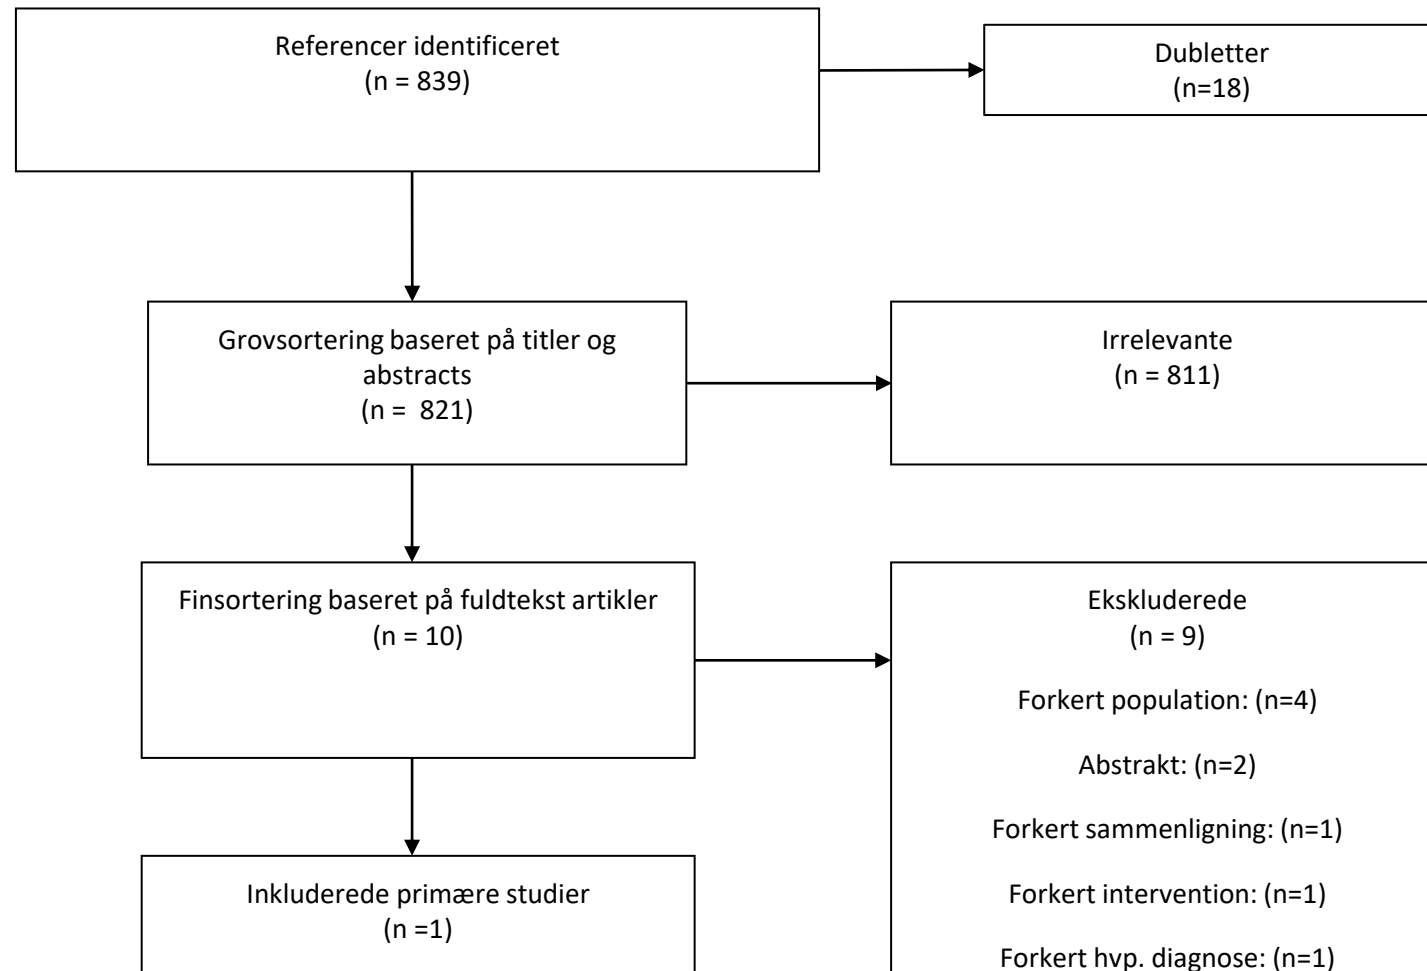 Referencer identificeret
(n = 839)
Dubletter
(n=18)
Grovsortering baseret på titler og
abstracts
(n = 821)
Irrelevante
(n = 811)
Finsortering baseret på fuldtekst artikler
(n = 10)
Ekskluderede
(n = 9)
Forkert population: (n=4)
Abstrakt: (n=2)
Forkert sammenligning: (n=1)
Forkert intervention: (n=1)
Forkert hvp. diagnose: (n=1)
Inkluderede primære studier
(n =1)